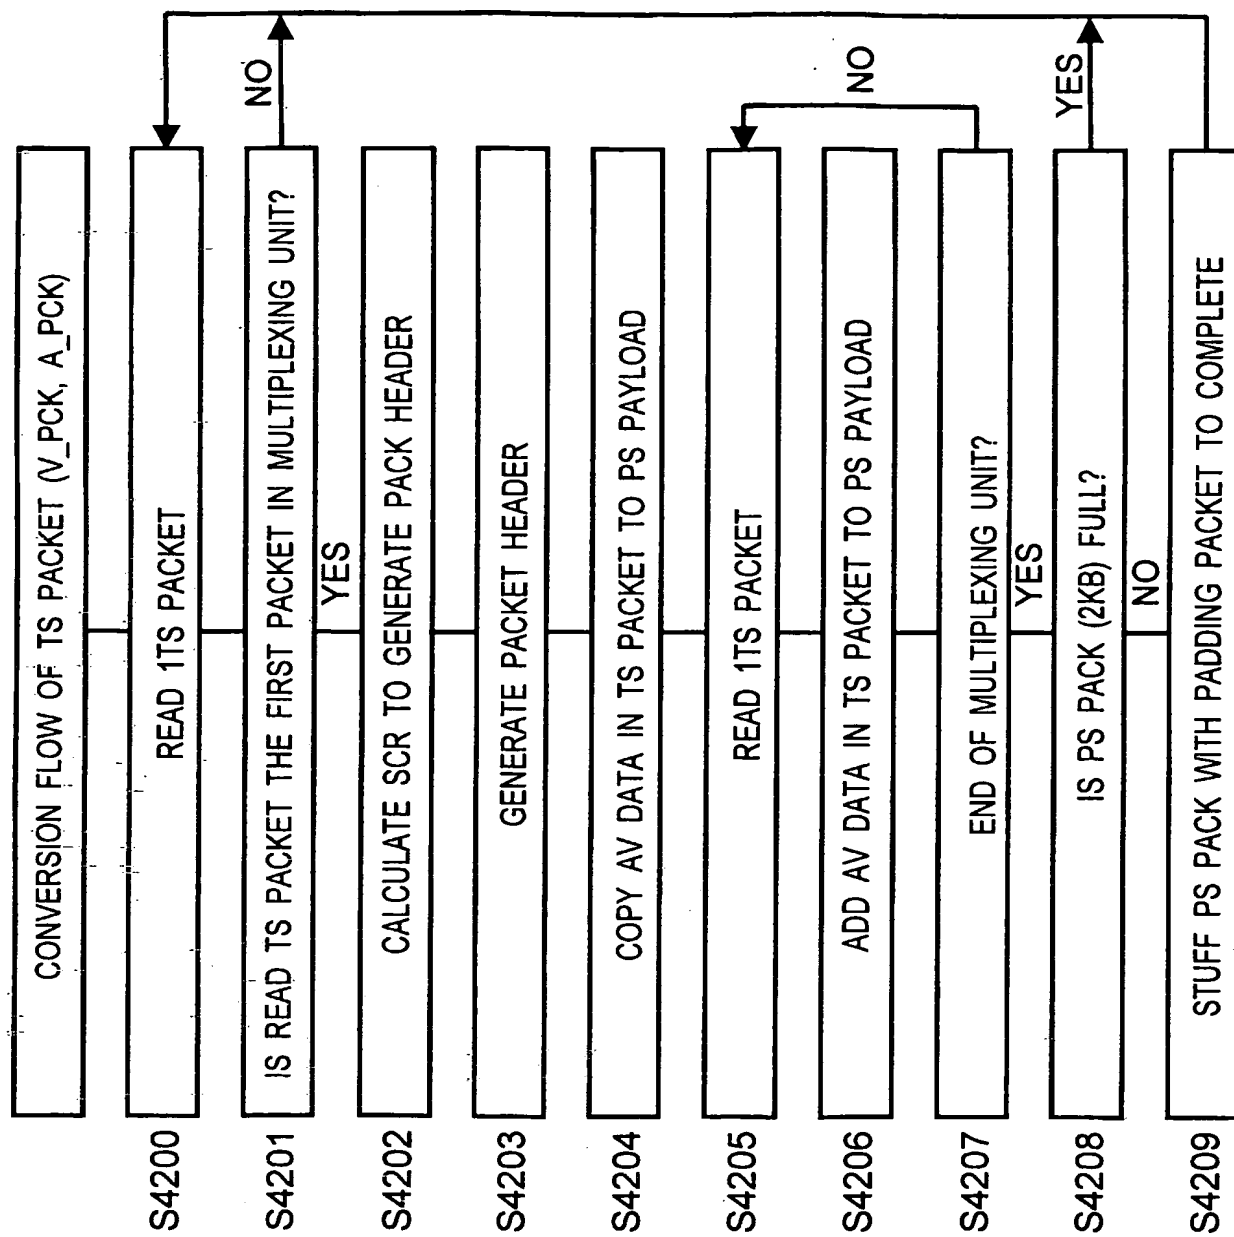 CONVERSION FLOW OF TS PACKET (V_PCK, A_PCK)
S4200
READ 1TS PACKET
S4201
IS READ TS PACKET THE FIRST PACKET IN MULTIPLEXING UNIT?
NO
YES
S4202
CALCULATE SCR TO GENERATE PACK HEADER
S4203
GENERATE PACKET HEADER
S4204
COPY AV DATA IN TS PACKET TO PS PAYLOAD
S4205
READ 1TS PACKET
S4206
ADD AV DATA IN TS PACKET TO PS PAYLOAD
NO
S4207
END OF MULTIPLEXING UNIT?
YES
S4208
IS PS PACK (2KB) FULL?
YES
NO
S4209
STUFF PS PACK WITH PADDING PACKET TO COMPLETE